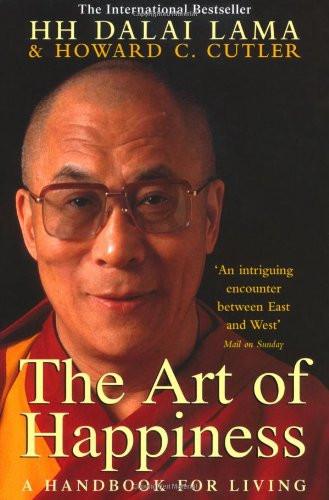 The International Bestseller
HH DALAI LAMA
& HOWARD C. CUTLER
‘An intriguing
encounter
between East
and West’
Mail on Sunday
The Art of
Happiness
A HANDBOOK FOR LIVING